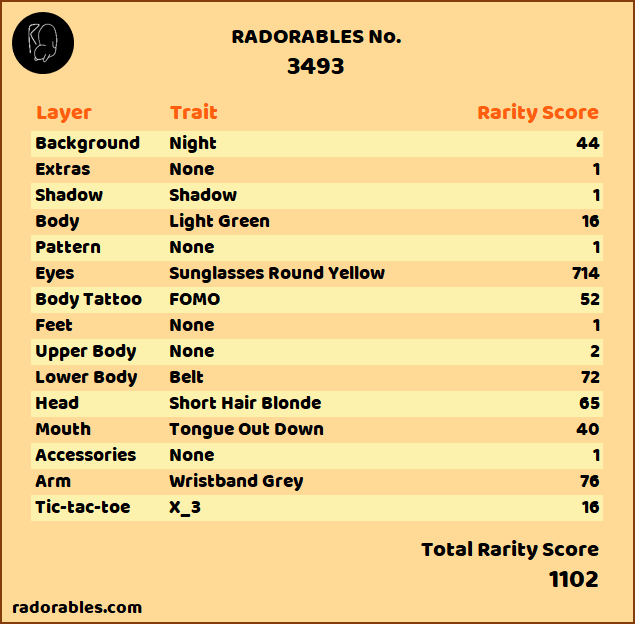 RADORABLES No.
3493
Layer Trait Rarity Score
Background Night 44
Extras None 1
Shadow Shadow 1
Body Light Green 16
Pattern None 1
Eyes Sunglasses Round Yellow 714
Body Tattoo FOMO 52
Feet None 1
Upper Body None 2
Lower Body Belt 72
Head Short Hair Blonde 65
Mouth Tongue Out Down 40
Accessories None 1
Arm Wristband Grey 76
Tic-tac-toe X_3 16
Total Rarity Score
1102
radorables.com